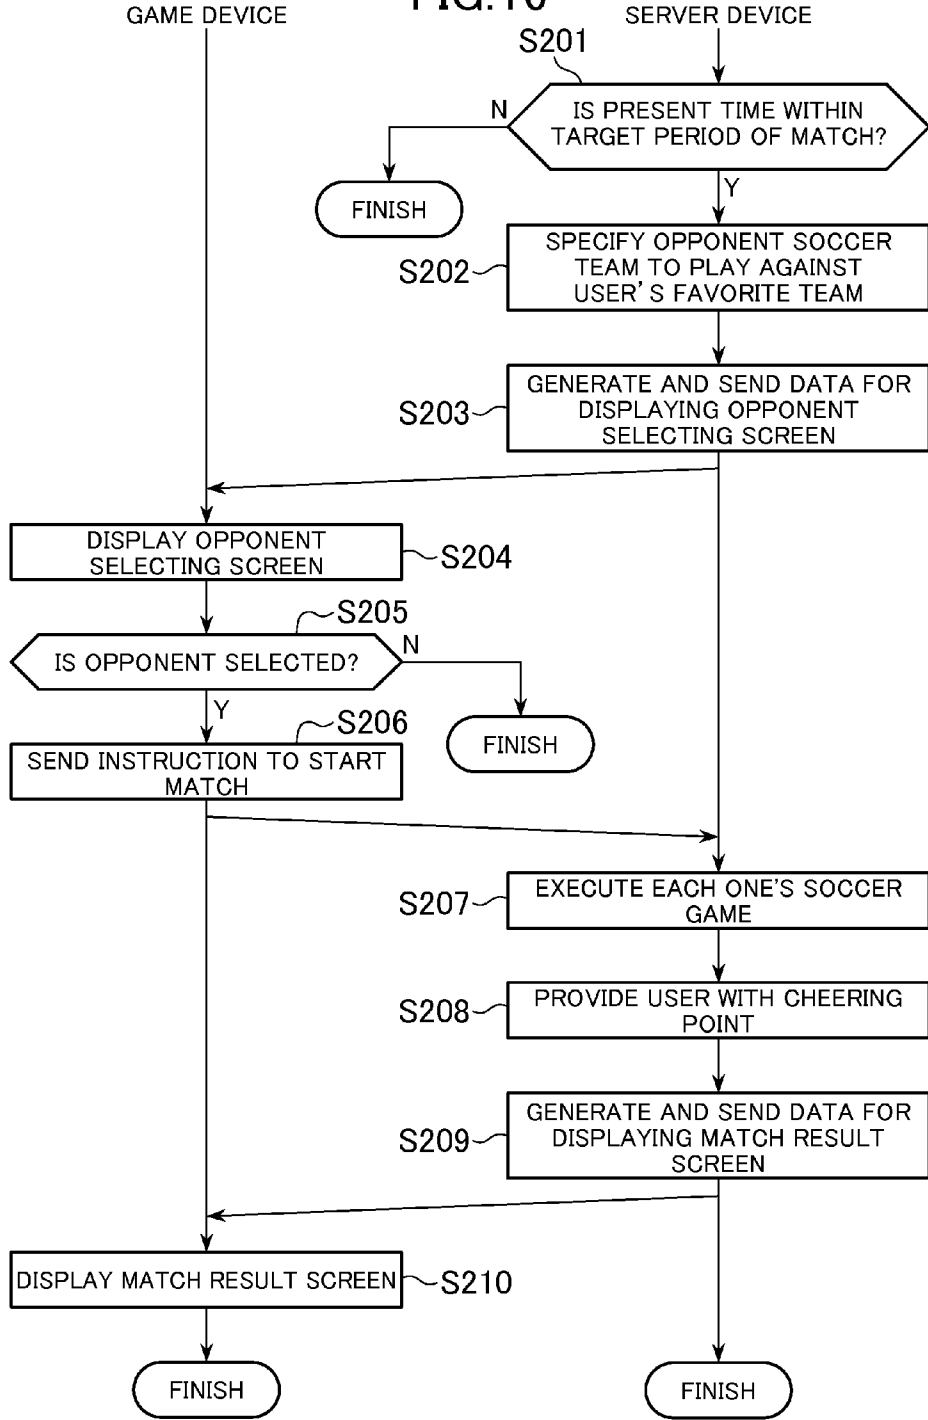 FIG.10
GAME DEVICE
SERVER DEVICE
S201
IS PRESENT TIME WITHIN
TARGET PERIOD OF MATCH?
N
Y
FINISH
S202
SPECIFY OPPONENT SOCCER
TEAM TO PLAY AGAINST
USER'S FAVORITE TEAM
S203
GENERATE AND SEND DATA FOR
DISPLAYING OPPONENT
SELECTING SCREEN
DISPLAY OPPONENT
SELECTING SCREEN
S204
S205
IS OPPONENT SELECTED?
N
Y
FINISH
S206
SEND INSTRUCTION TO START
MATCH
S207
EXECUTE EACH ONE'S SOCCER
GAME
S208
PROVIDE USER WITH CHEERING
POINT
S209
GENERATE AND SEND DATA FOR
DISPLAYING MATCH RESULT
SCREEN
DISPLAY MATCH RESULT SCREEN
S210
FINISH
FINISH